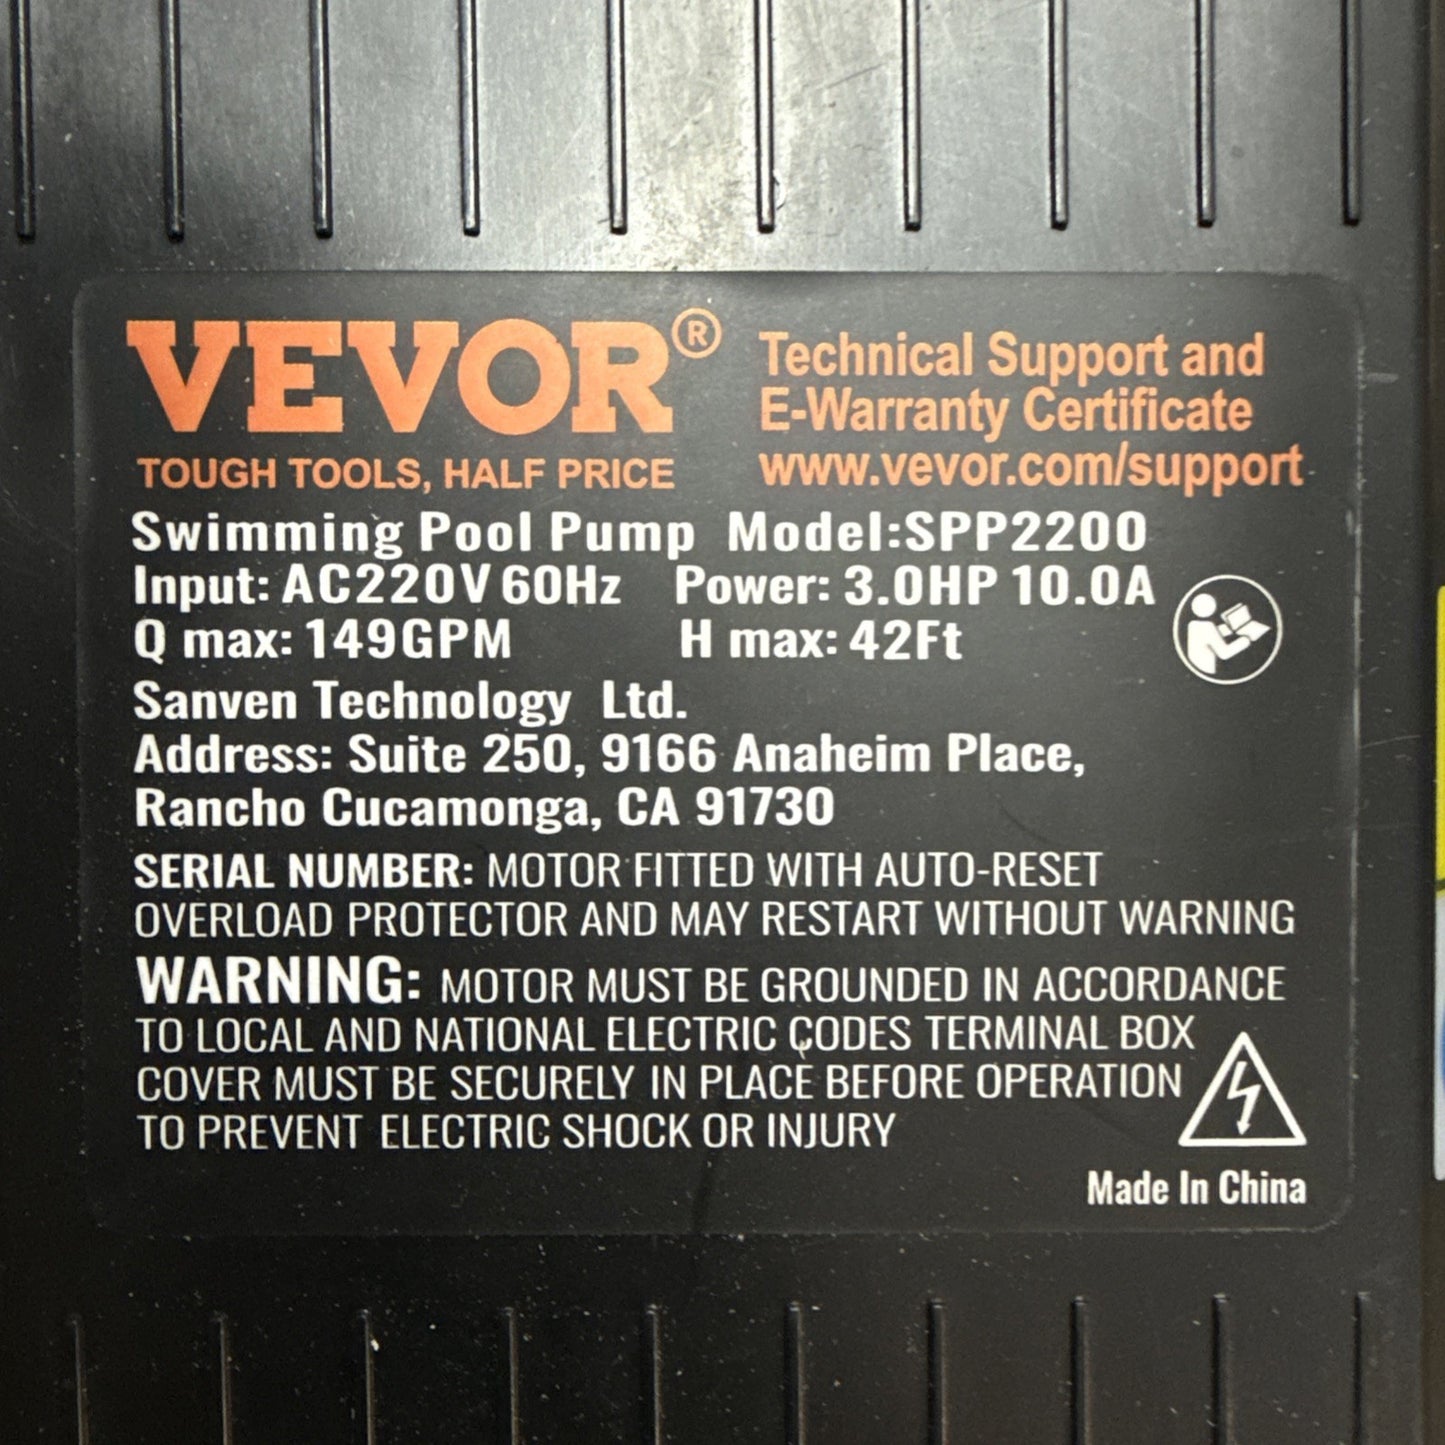 VEVOR®
TOUGH TOOLS, HALF PRICE
Technical Support and
E-Warranty Certificate
www.vevor.com/support
Swimming Pool Pump Model:SPP2200
Input: AC220V 60Hz Power: 3.0HP 10.0A
Q max: 149GPM H max: 42Ft
Sanven Technology Ltd.
Address: Suite 250, 9166 Anaheim Place,
Rancho Cucamonga, CA 91730
SERIAL NUMBER: MOTOR FITTED WITH AUTO-RESET
OVERLOAD PROTECTOR AND MAY RESTART WITHOUT WARNING
WARNING: MOTOR MUST BE GROUNDED IN ACCORDANCE
TO LOCAL AND NATIONAL ELECTRIC CODES TERMINAL BOX
COVER MUST BE SECURELY IN PLACE BEFORE OPERATION
TO PREVENT ELECTRIC SHOCK OR INJURY
Made In China